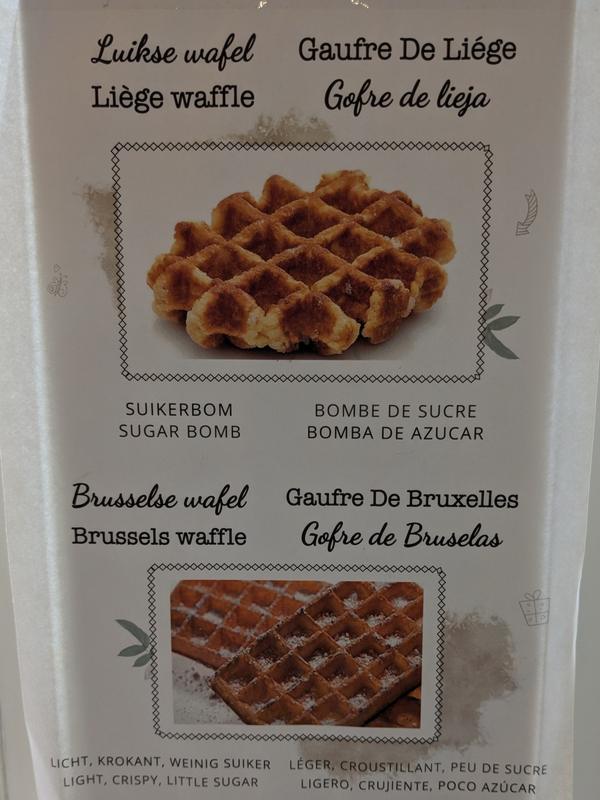 Luikse wafel Gaufre De Liége
Liège waffle Gofre de lieja
SUIKERBOM BOMBE DE SUCRE
SUGAR BOMB BOMBA DE AZUCAR
Brusselse wafel Gaufre De Bruxelles
Brussels waffle Gofre de Bruselas
LICHT, KROKANT, WEINIG SUIKER LÉGER, CROUSTILLANT, PEU DE SUCRE
LIGHT, CRISPY, LITTLE SUGAR LIGERO, CRUJIENTE, POCO AZÚCAR